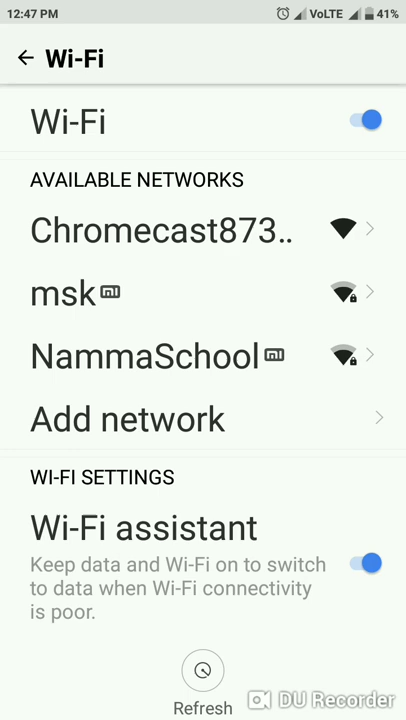 12:47 PM VoLTE 41%
Wi-Fi
Wi-Fi
AVAILABLE NETWORKS
Chromecast873..
msk
NammaSchool
Add network
WI-FI SETTINGS
Wi-Fi assistant
Keep data and Wi-Fi on to switch
to data when Wi-Fi connectivity
is poor.
Refresh
DU Recorder